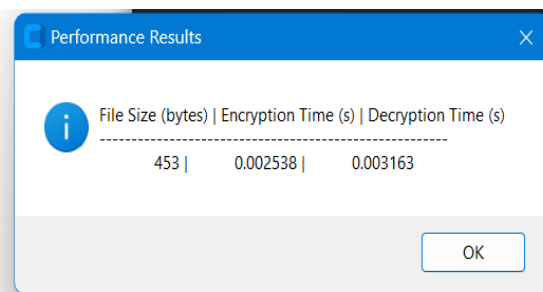 Performance Results
File Size (bytes) | Encryption Time (s) | Decryption Time (s)
------------------------------------------------------------
453 | 0.002538 | 0.003163
OK